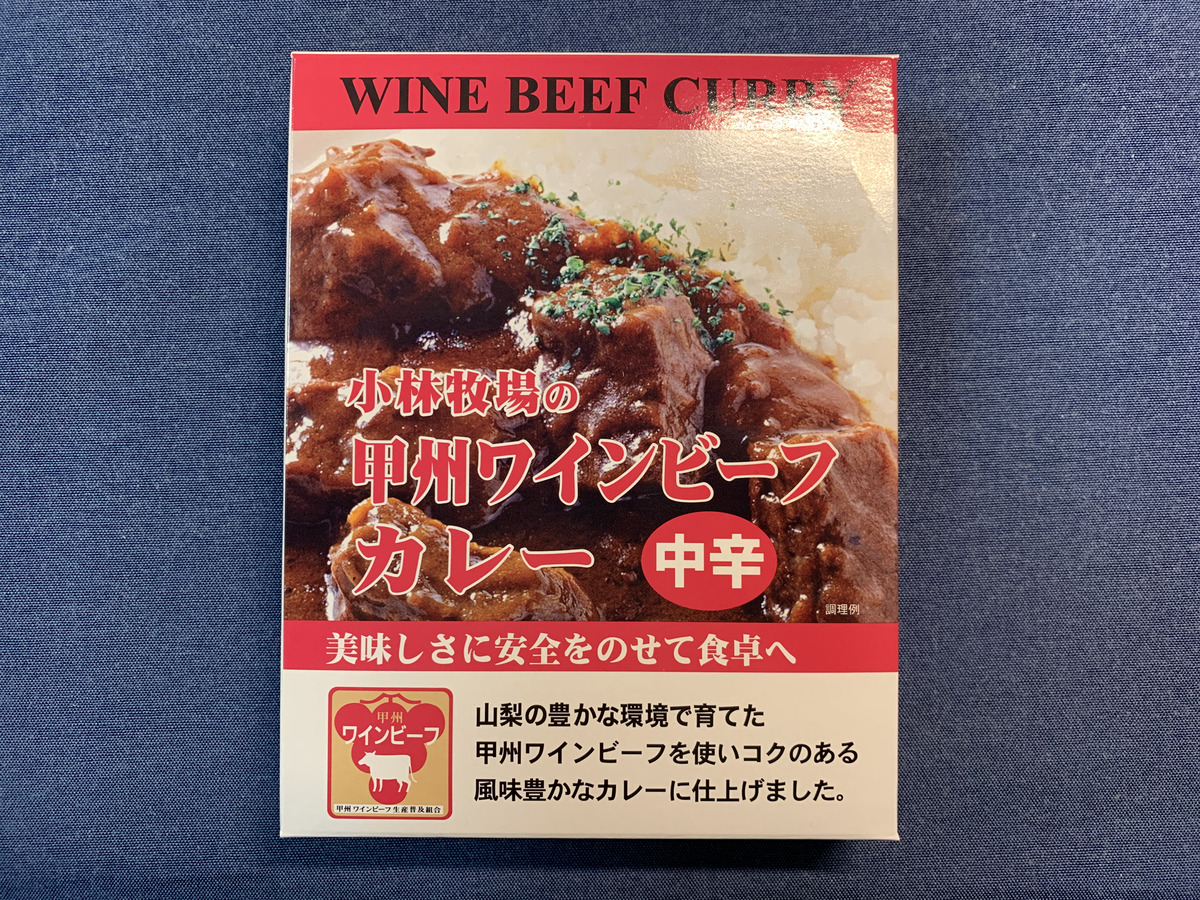 WINE BEEF CURRY
小林牧場の
甲州ワインビーフ
カレー
中辛
調理例
美味しさに安全をのせて食卓へ
甲州
ワインビーフ
甲州ワインビーフ生産普及組合
山梨の豊かな環境で育てた
甲州ワインビーフを使いコクのある
風味豊かなカレーに仕上げました。